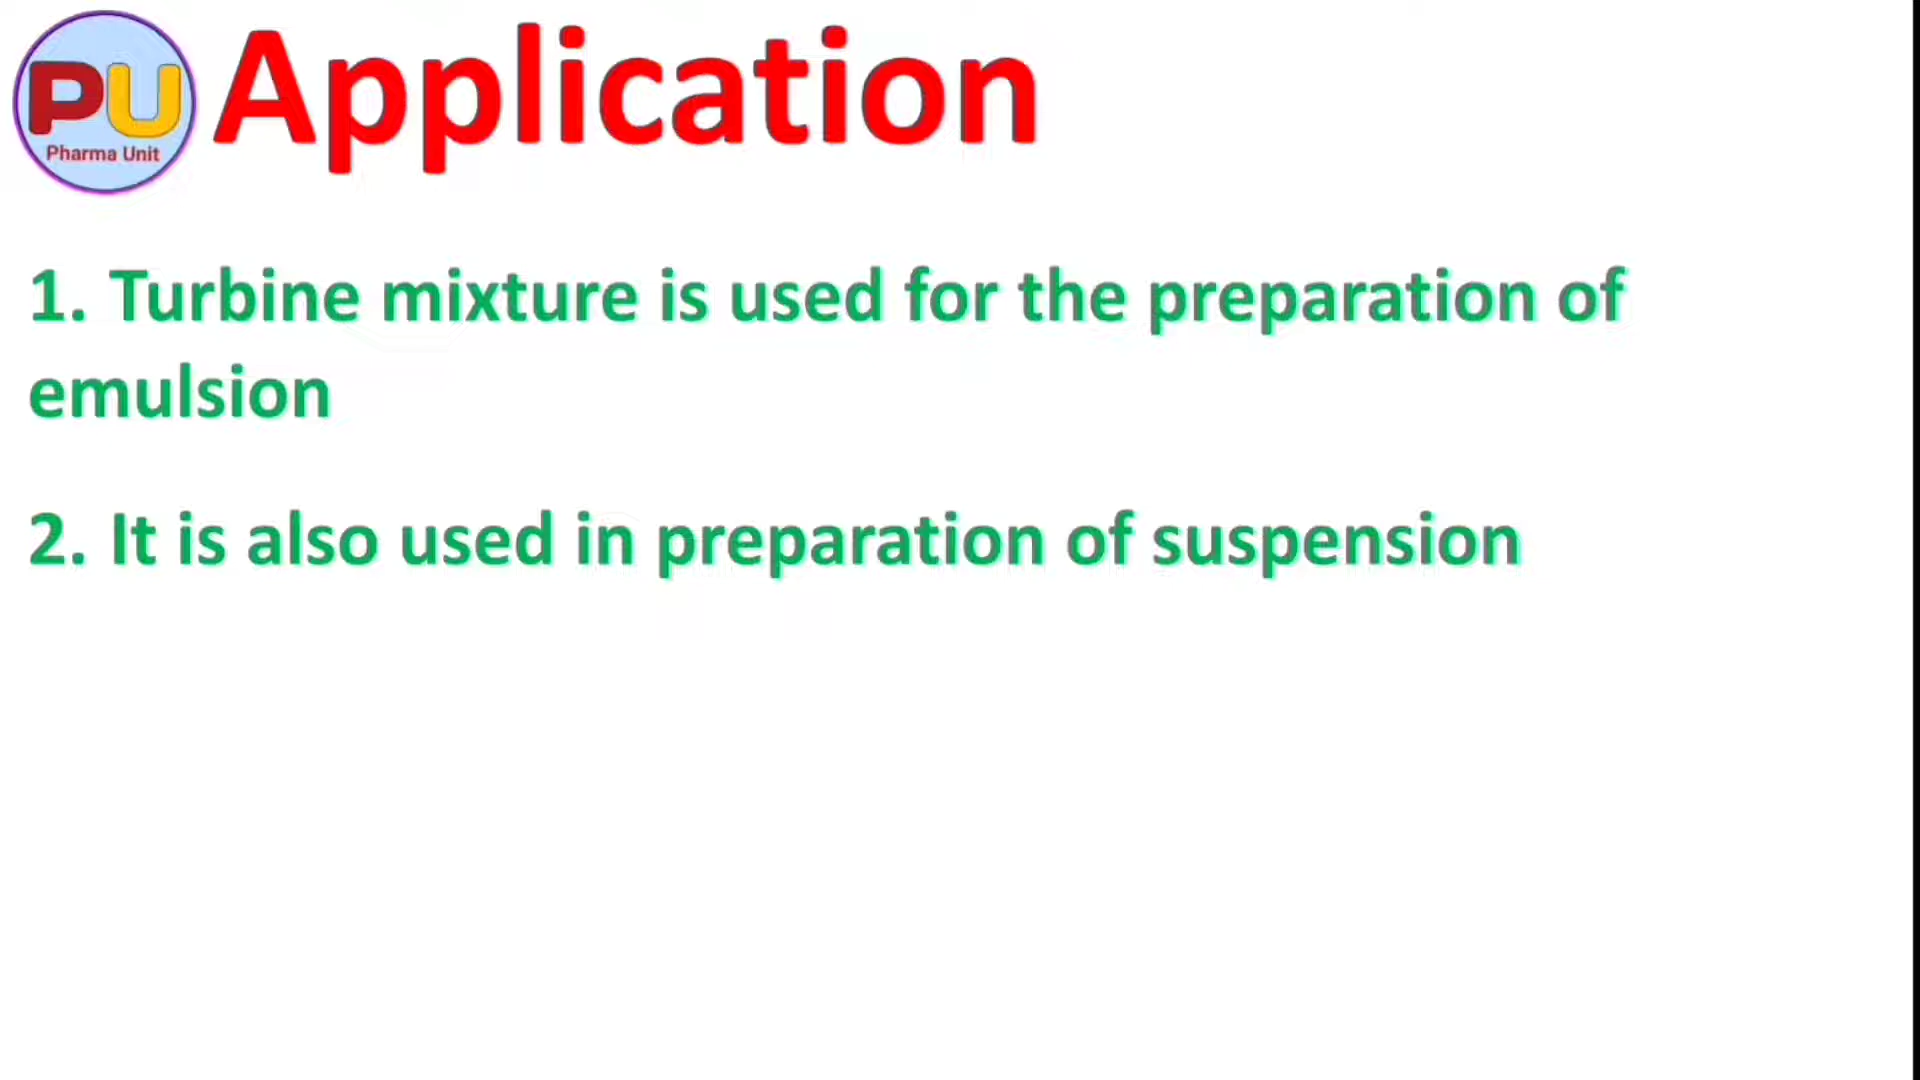 PU
Pharma Unit
Application
1. Turbine mixture is used for the preparation of
emulsion
2. It is also used in preparation of suspension